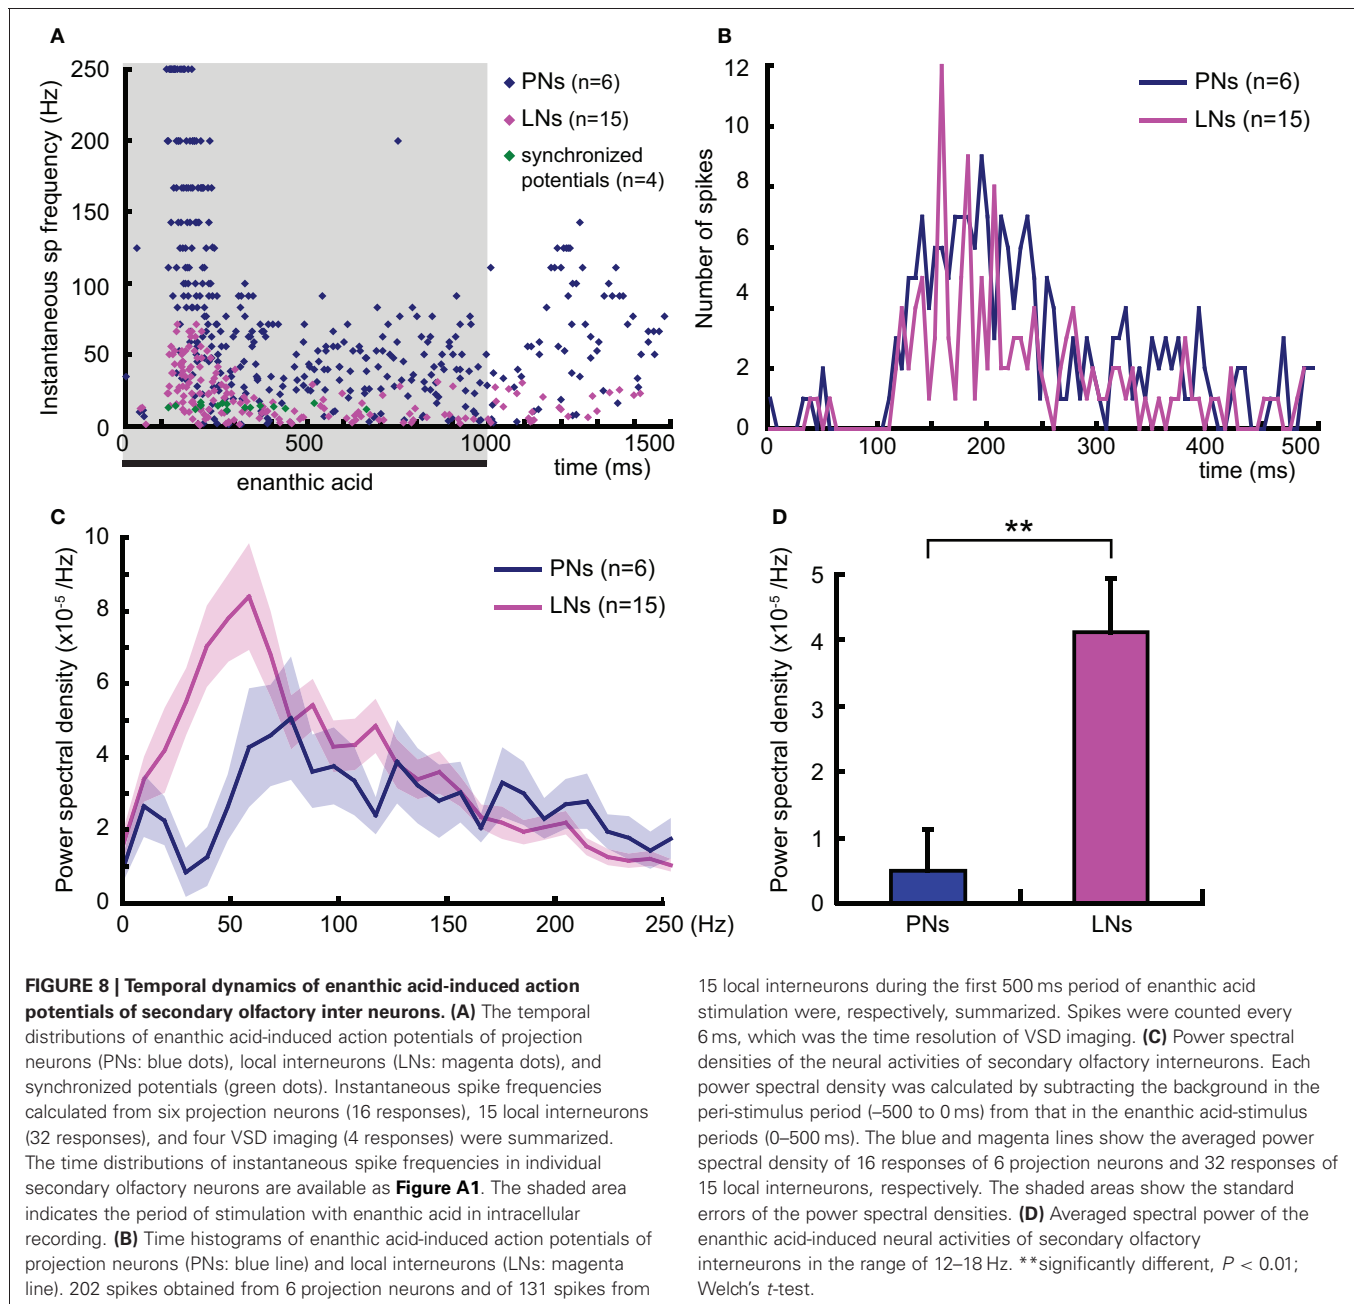 A
Instantaneous sp frequency (Hz)
250
200
150
100
50
0
0
500
1000
1500
time (ms)
enanthic acid
PNs (n=6)
LNs (n=15)
synchronized
potentials (n=4)
B
Number of spikes
12
10
8
6
4
2
0
0
100
200
300
400
500
time (ms)
PNs (n=6)
LNs (n=15)
C
Power spectral density (x10⁻⁵ /Hz)
10
8
6
4
2
0
0
50
100
150
200
250 (Hz)
PNs (n=6)
LNs (n=15)
D
**
Power spectral density (x10⁻⁵ /Hz)
5
4
3
2
1
0
PNs
LNs
FIGURE 8 | Temporal dynamics of enanthic acid-induced action
potentials of secondary olfactory inter neurons. (A) The temporal
distributions of enanthic acid-induced action potentials of projection
neurons (PNs: blue dots), local interneurons (LNs: magenta dots), and
synchronized potentials (green dots). Instantaneous spike frequencies
calculated from six projection neurons (16 responses), 15 local interneurons
(32 responses), and four VSD imaging (4 responses) were summarized.
The time distributions of instantaneous spike frequencies in individual
secondary olfactory neurons are available as Figure A1. The shaded area
indicates the period of stimulation with enanthic acid in intracellular
recording. (B) Time histograms of enanthic acid-induced action potentials of
projection neurons (PNs: blue line) and local interneurons (LNs: magenta
line). 202 spikes obtained from 6 projection neurons and of 131 spikes from
15 local interneurons during the first 500 ms period of enanthic acid
stimulation were, respectively, summarized. Spikes were counted every
6 ms, which was the time resolution of VSD imaging. (C) Power spectral
densities of the neural activities of secondary olfactory interneurons. Each
power spectral density was calculated by subtracting the background in the
peri-stimulus period (–500 to 0 ms) from that in the enanthic acid-stimulus
periods (0–500 ms). The blue and magenta lines show the averaged power
spectral density of 16 responses of 6 projection neurons and 32 responses of
15 local interneurons, respectively. The shaded areas show the standard
errors of the power spectral densities. (D) Averaged spectral power of the
enanthic acid-induced neural activities of secondary olfactory
interneurons in the range of 12–18 Hz. **significantly different, P < 0.01;
Welch's t-test.